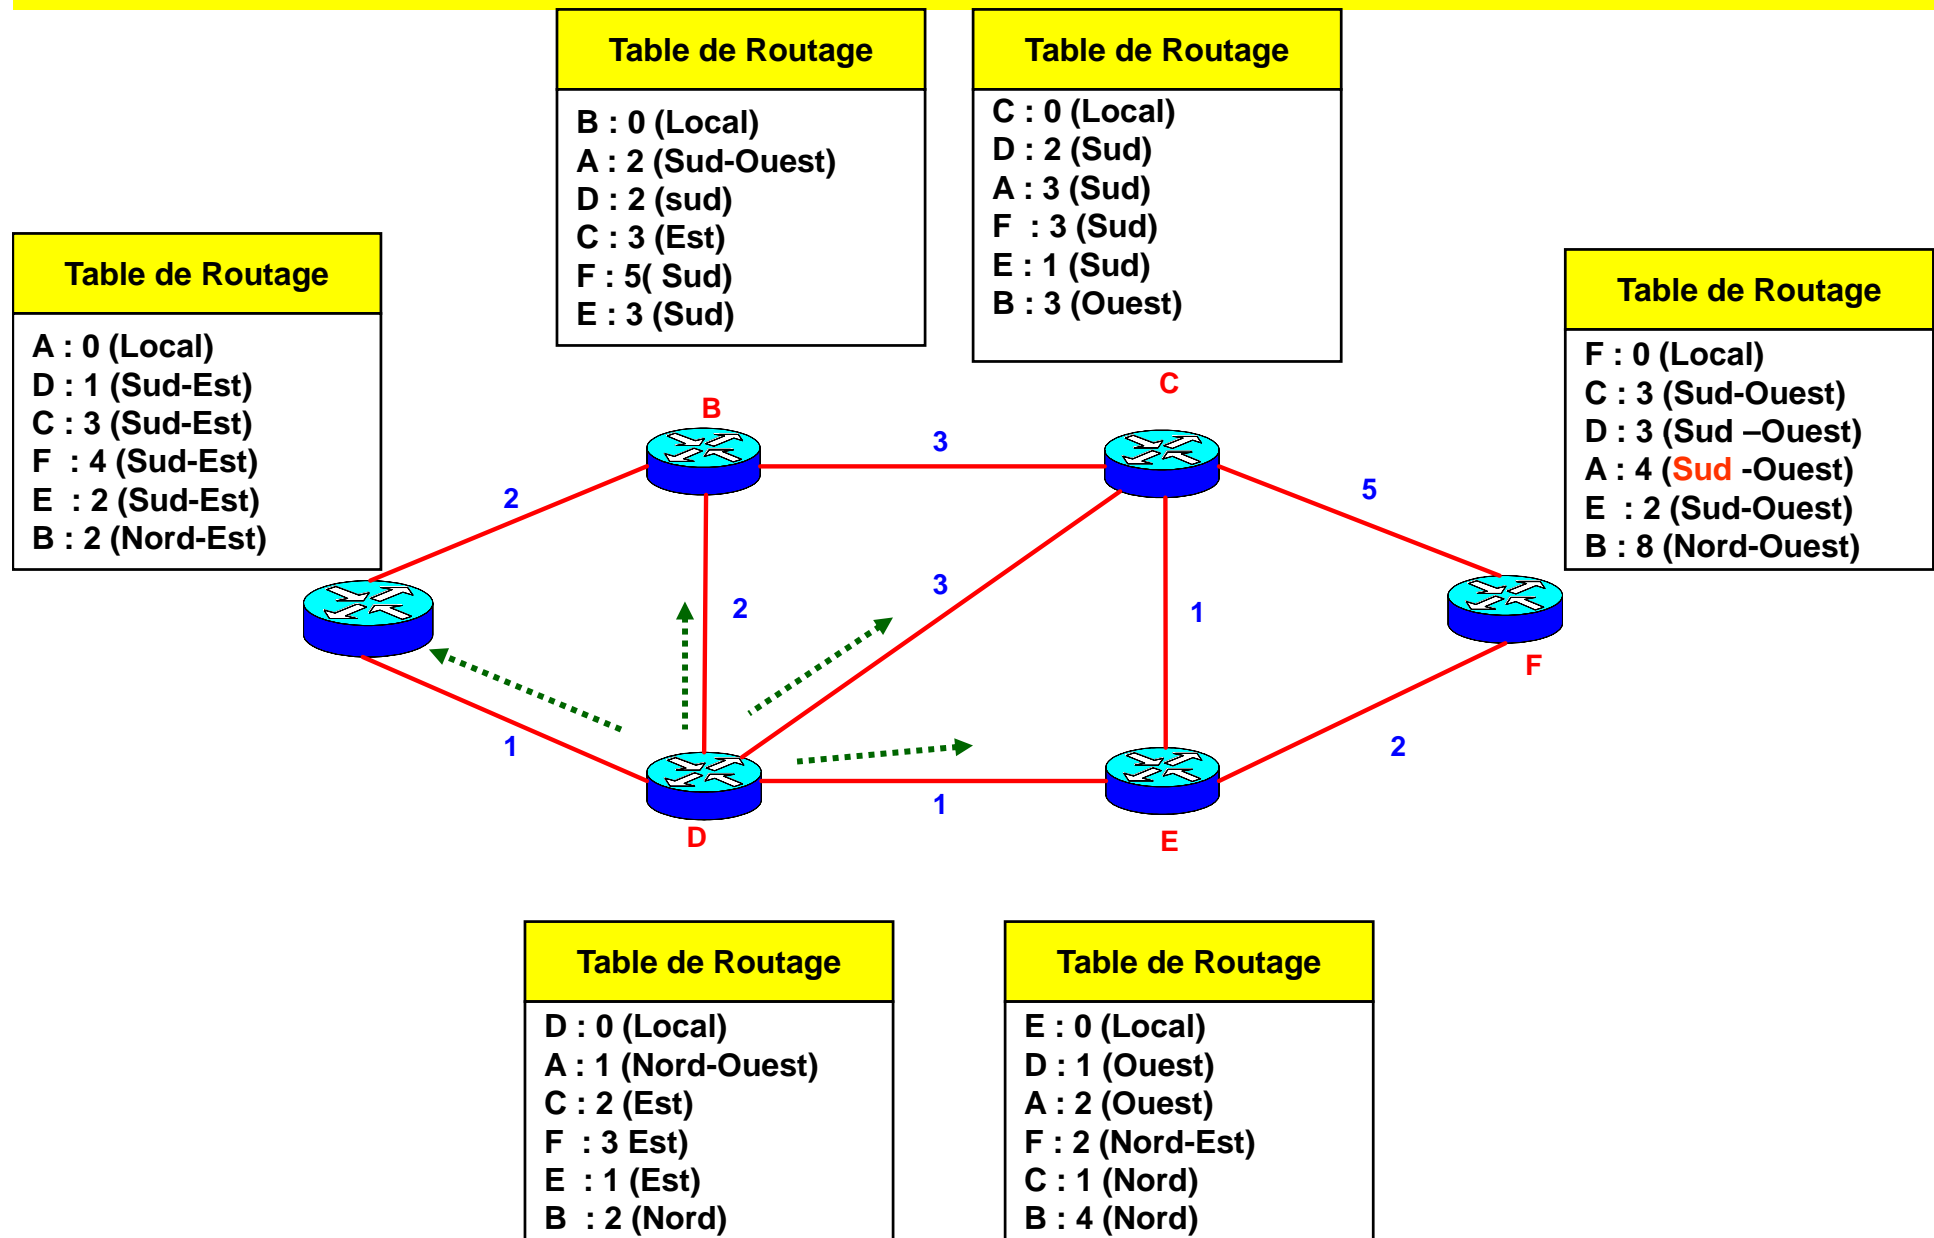 Table de Routage
B : 0 (Local)
A : 2 (Sud-Ouest)
D : 2 (sud)
C : 3 (Est)
F : 5( Sud)
E : 3 (Sud)
Table de Routage
C : 0 (Local)
D : 2 (Sud)
A : 3 (Sud)
F : 3 (Sud)
E : 1 (Sud)
B : 3 (Ouest)
Table de Routage
A : 0 (Local)
D : 1 (Sud-Est)
C : 3 (Sud-Est)
F : 4 (Sud-Est)
E : 2 (Sud-Est)
B : 2 (Nord-Est)
Table de Routage
F : 0 (Local)
C : 3 (Sud-Ouest)
D : 3 (Sud –Ouest)
A : 4 (Sud -Ouest)
E : 2 (Sud-Ouest)
B : 8 (Nord-Ouest)
C
B
3
5
2
3
2
1
F
1
2
1
D
E
Table de Routage
D : 0 (Local)
A : 1 (Nord-Ouest)
C : 2 (Est)
F : 3 Est)
E : 1 (Est)
B : 2 (Nord)
Table de Routage
E : 0 (Local)
D : 1 (Ouest)
A : 2 (Ouest)
F : 2 (Nord-Est)
C : 1 (Nord)
B : 4 (Nord)